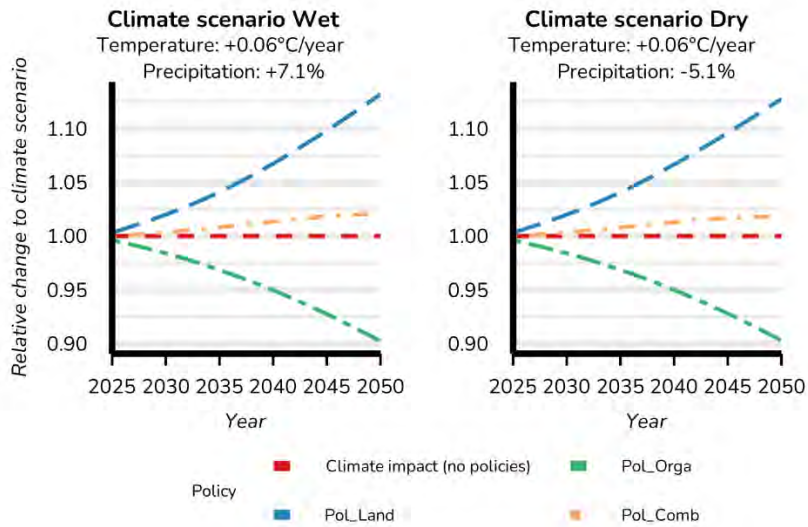 Climate scenario Wet
Temperature: +0.06°C/year
Precipitation: +7.1%
Climate scenario Dry
Temperature: +0.06°C/year
Precipitation: -5.1%
Relative change to climate scenario
1.10
1.05
1.00
0.95
0.90
2025 2030 2035 2040 2045 2050
Year
1.10
1.05
1.00
0.95
0.90
2025 2030 2035 2040 2045 2050
Year
Policy
Climate impact (no policies)
Pol_Land
Pol_Orga
Pol_Comb